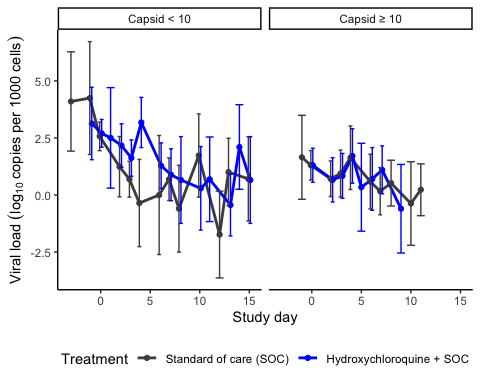 Capsid < 10
Capsid ≥ 10
Viral load (log10 copies per 1000 cells)
5.0
2.5
0.0
-2.5
0 5 10 15
0 5 10 15
Study day
Treatment Standard of care (SOC) Hydroxychloroquine + SOC